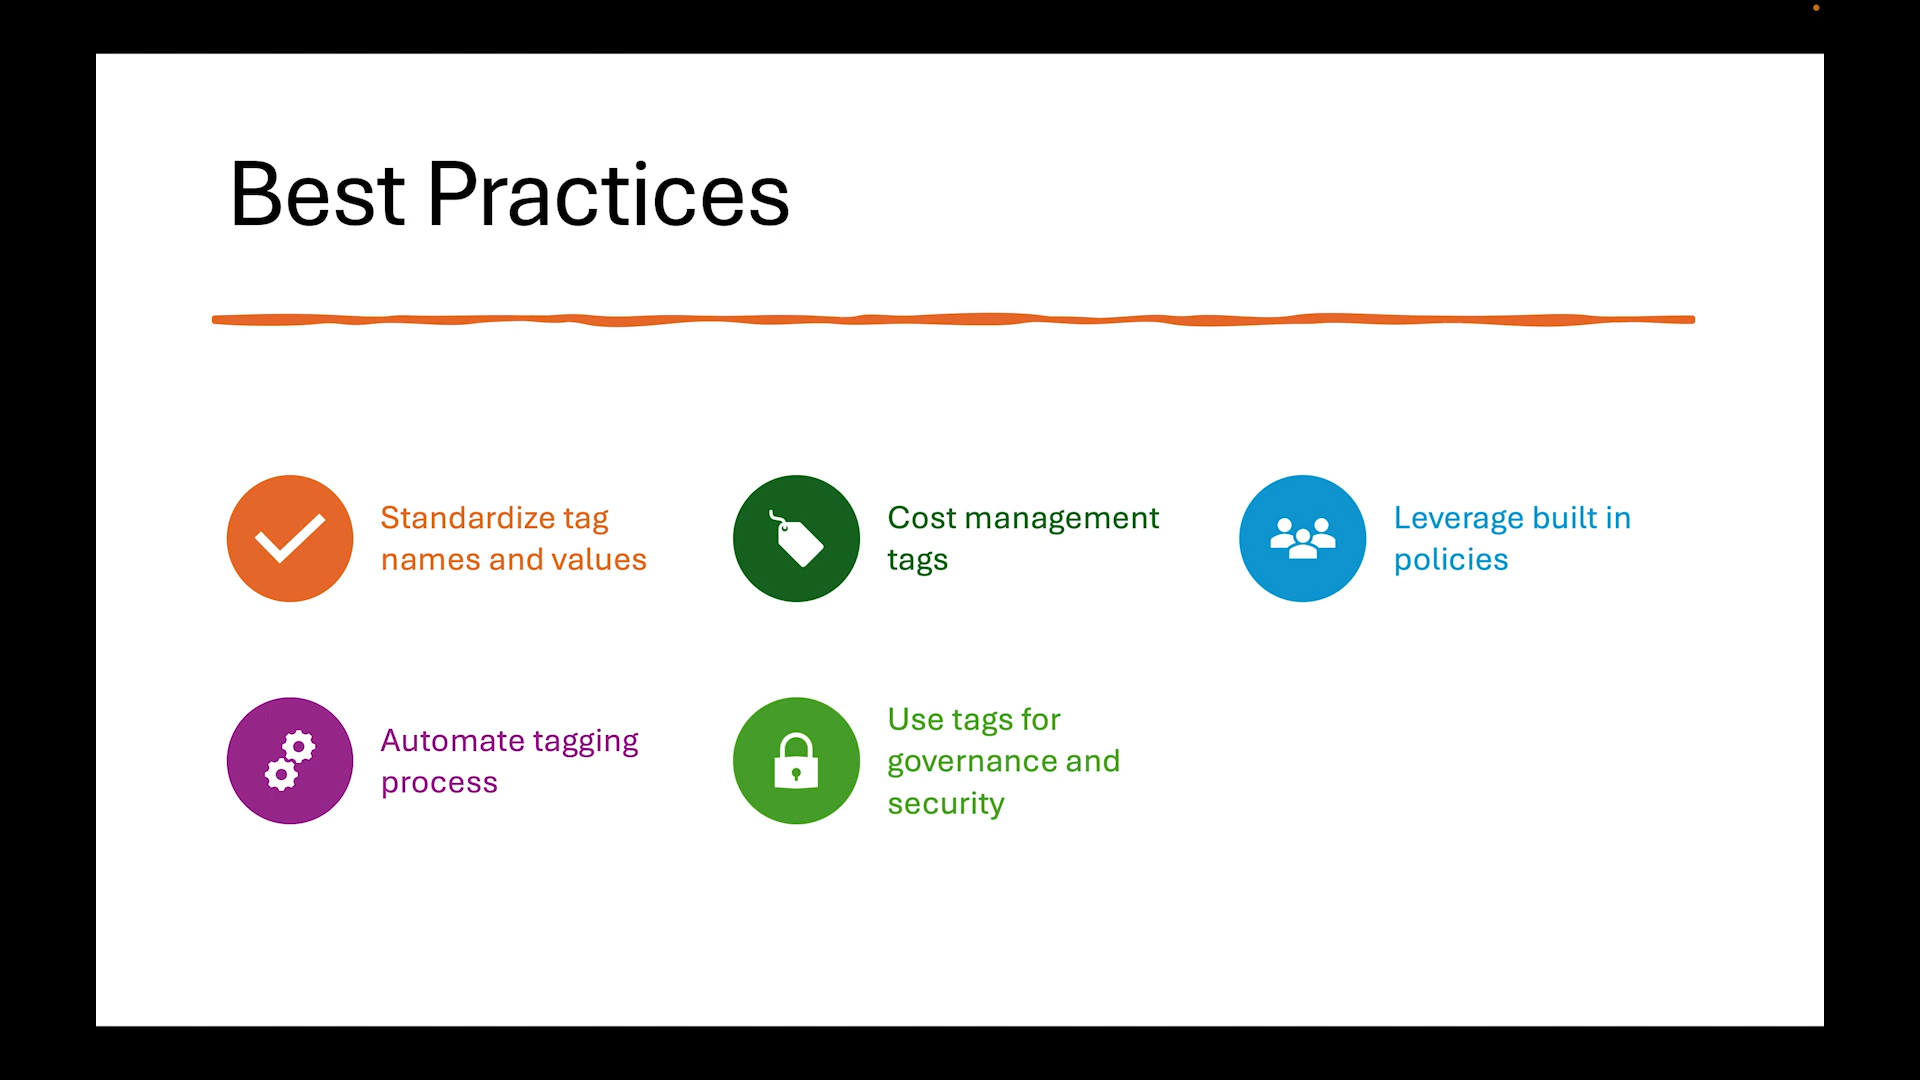 Best Practices
Standardize tag
names and values
Cost management
tags
Leverage built in
policies
Automate tagging
process
Use tags for
governance and
security